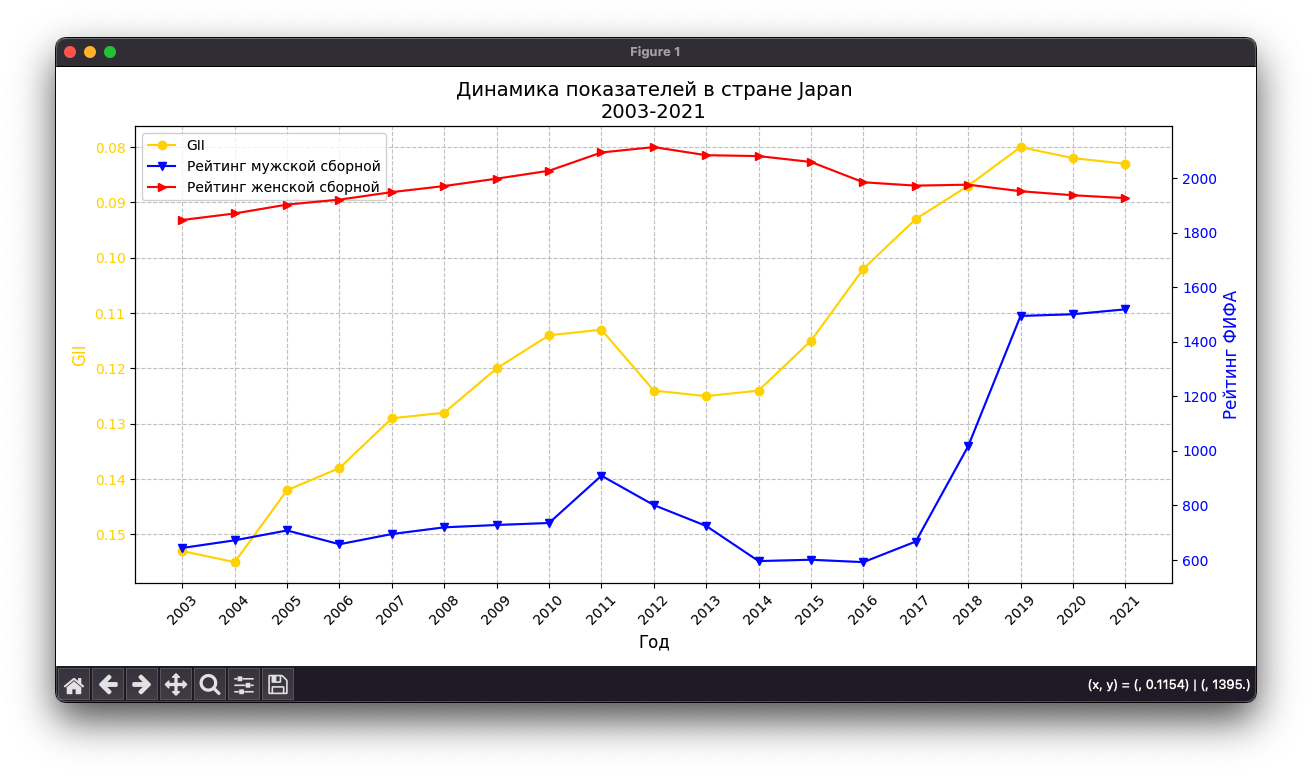 Figure 1
Динамика показателей в стране Japan
2003-2021
GII
Рейтинг мужской сборной
Рейтинг женской сборной
0.08
0.09
0.10
0.11
0.12
0.13
0.14
0.15
GII
2000
1800
1600
1400
1200
1000
800
600
Рейтинг ФИФА
2003 2004 2005 2006 2007 2008 2009 2010 2011 2012 2013 2014 2015 2016 2017 2018 2019 2020 2021
Год
(x, y) = (, 0.1154) | (, 1395.)